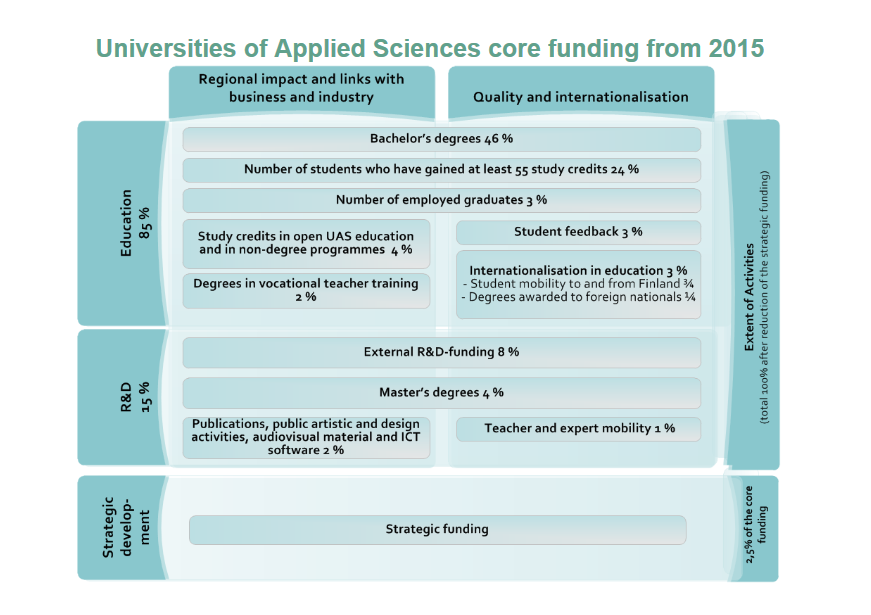 Universities of Applied Sciences core funding from 2015
Regional impact and links with
business and industry
Quality and internationalisation
Education
85 %
Bachelor's degrees 46 %
Number of students who have gained at least 55 study credits 24 %
Number of employed graduates 3 %
Study credits in open UAS education
and in non-degree programmes 4 %
Degrees in vocational teacher training
2 %
Student feedback 3 %
Internationalisation in education 3 %
- Student mobility to and from Finland ¾
- Degrees awarded to foreign nationals ¼
Extent of Activities
(total 100% after reduction of the strategic funding)
R&D
15 %
External R&D-funding 8 %
Master's degrees 4 %
Publications, public artistic and design
activities, audiovisual material and ICT
software 2 %
Teacher and expert mobility 1 %
Strategic
develop-
ment
Strategic funding
2,5% of the core
funding